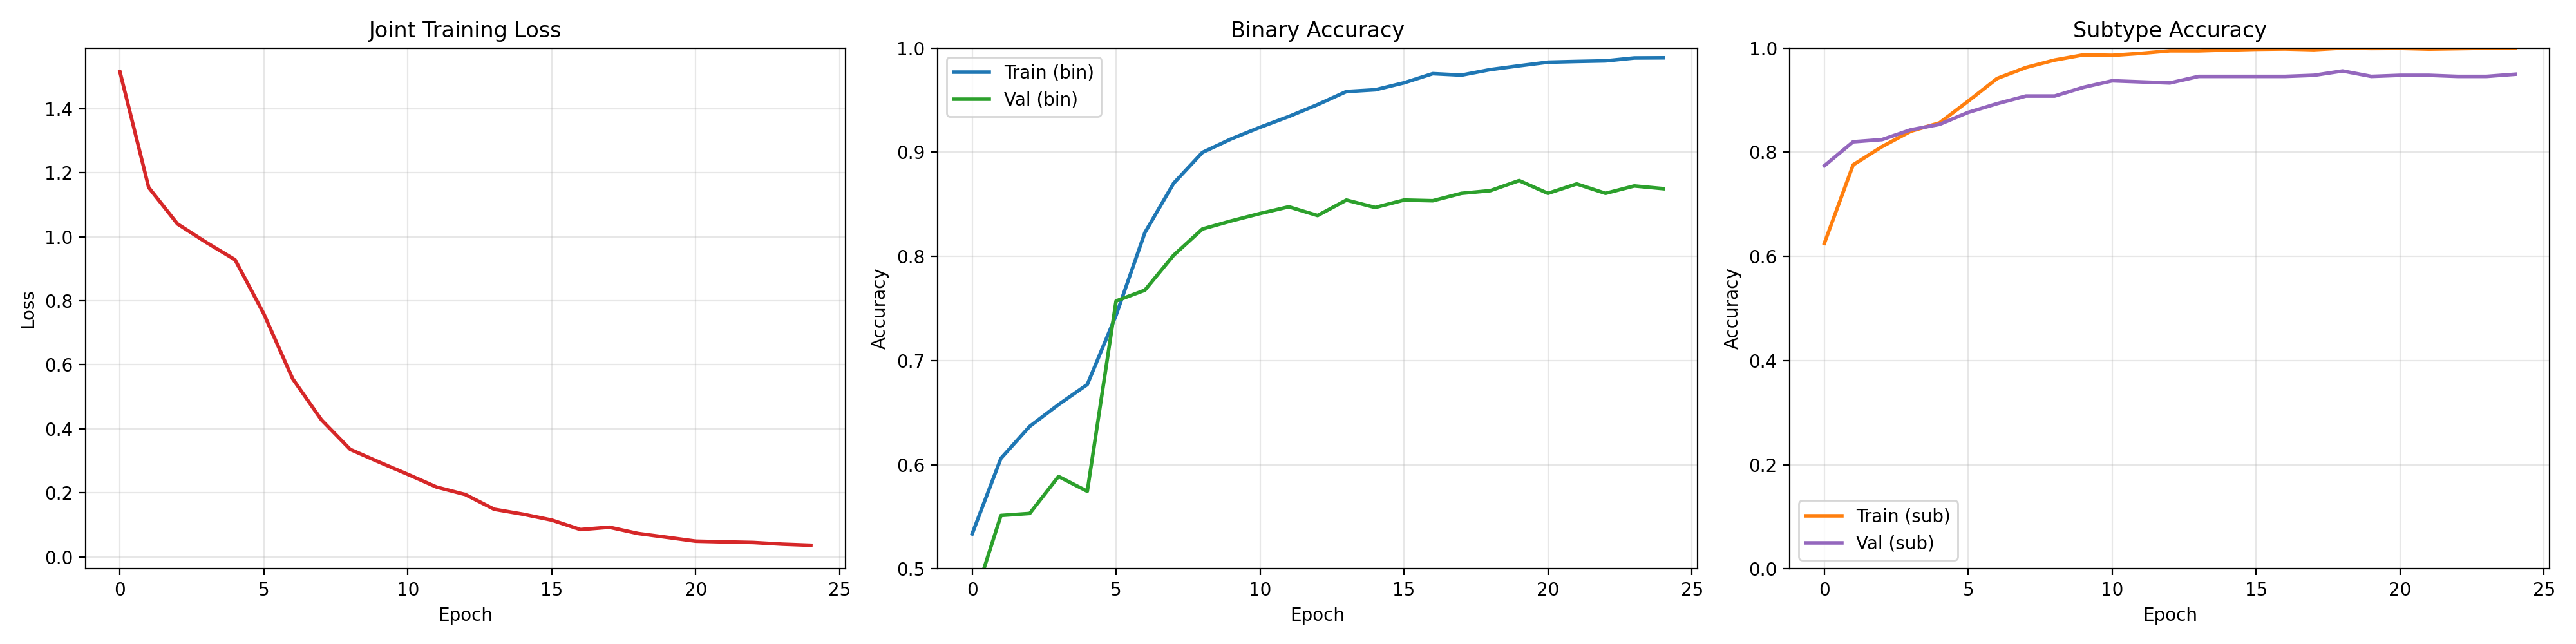 Joint Training Loss
Loss
1.4
1.2
1.0
0.8
0.6
0.4
0.2
0.0
0 5 10 15 20 25
Epoch
Binary Accuracy
Train (bin)
Val (bin)
Accuracy
1.0
0.9
0.8
0.7
0.6
0.5
0 5 10 15 20 25
Epoch
Subtype Accuracy
Accuracy
1.0
0.8
0.6
0.4
0.2
0.0
Train (sub)
Val (sub)
0 5 10 15 20 25
Epoch